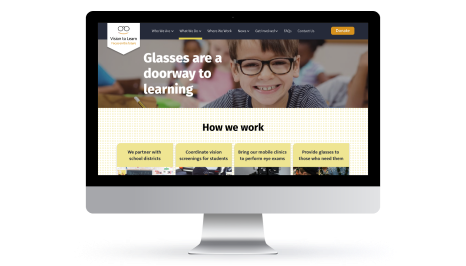 Who We Are
What We Do
Where We Work
News
Get Involved
FAQs
Contact us
Donate
Vision to Learn
Glasses are a
doorway to
learning
How we work
We partner with
school districts
Coordinate vision
screenings for students
Bring our mobile clinics
to perform eye exams
Provide glasses to
those who need them